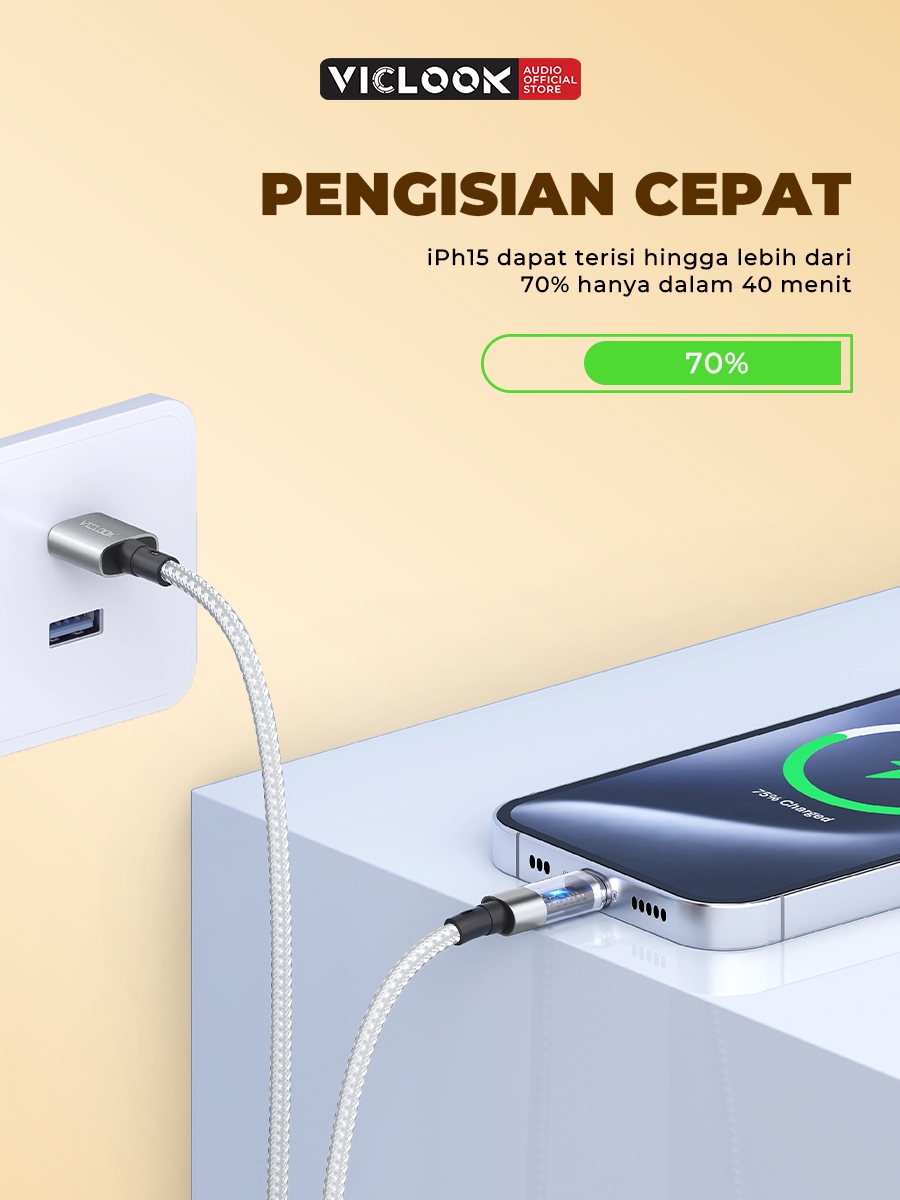 VICLOOK
AUDIO
OFFICIAL
STORE
PENGISIAN CEPAT
iPh15 dapat terisi hingga lebih dari
70% hanya dalam 40 menit
70%
VICLOOK
75% Charged